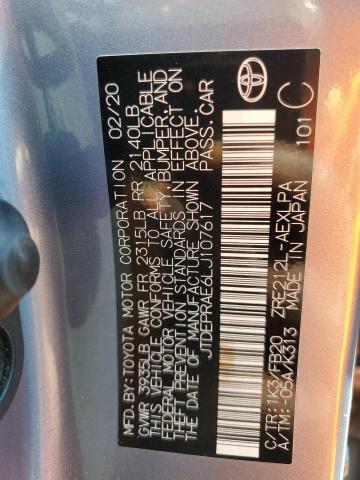 MFD.BY:TOYOTA MOTOR CORPORATION 02/20
GVWR 3935LB GAWR FR 2315LB RR 2140LB
THIS VEHICLE CONFORMS TO ALL APPLICABLE
FEDERAL MOTOR VEHICLE SAFETY, BUMPER, AND
THEFT PREVENTION STANDARDS IN EFFECT ON
THE DATE OF MANUFACTURE SHOWN ABOVE.
JTDEPRAE6LJ107617 PASS.CAR
TOYOTA
C/TR:1K3/FB20 ZRE212L-AEXLPA
A/TM:-05A/K313 MADE IN JAPAN 101 C